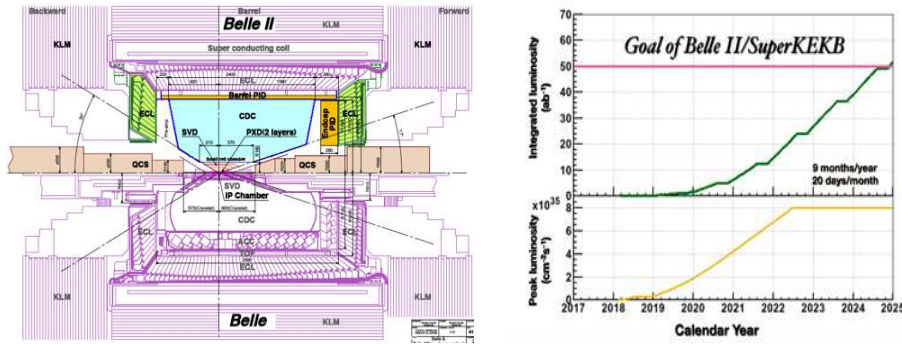 Backward
Barrel
Forward
Belle II
KLM
KLM
KLM
Super conducting coil
ECL
Barrel PID
ECL
CDC
Endcap
PID
ECL
SVD
PXD(2 layers)
QCS
QCS
SVD
IP Chamber
CDC
ECL
ECL
ACC
TOF
ECL
KLM
KLM
Belle
KLM
Goal of Belle II/SuperKEKB
Integrated luminosity
(ab⁻¹)
70
60
50
40
30
20
10
0
9 months/year
20 days/month
x10³⁵
Peak luminosity
(cm⁻²s⁻¹)
8
6
4
2
0
2017 2018 2019 2020 2021 2022 2023 2024 2025
Calendar Year